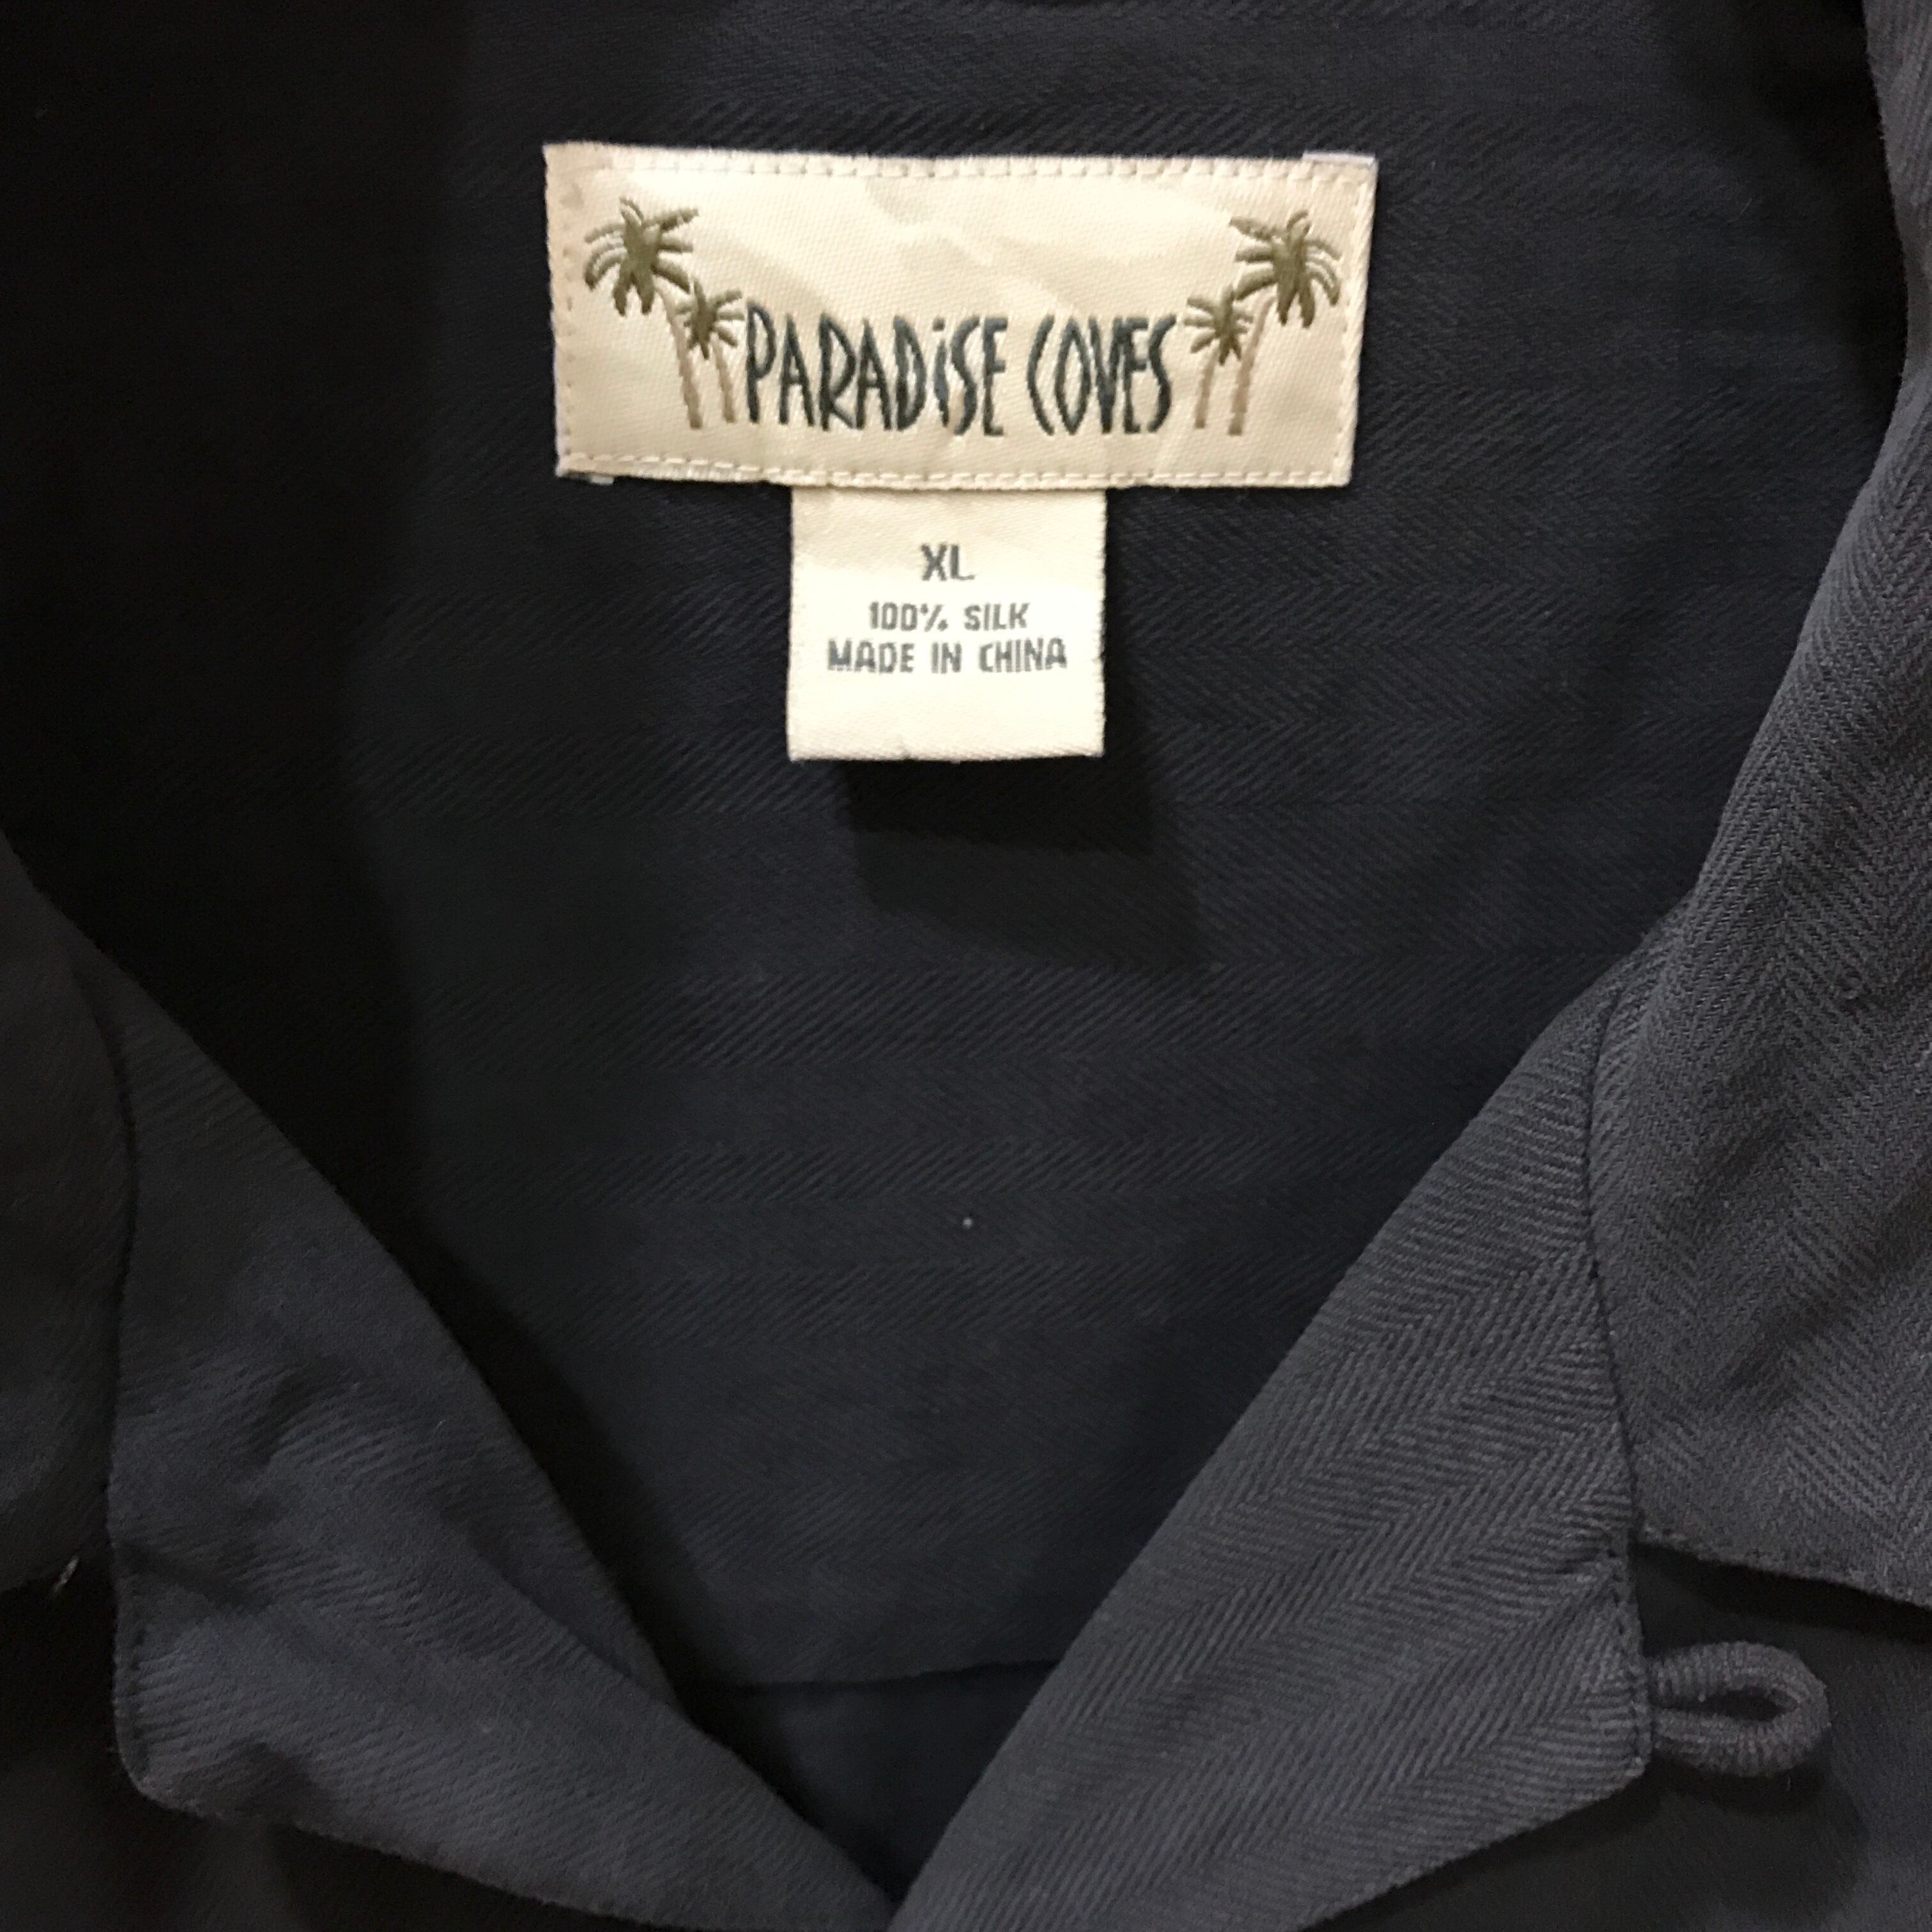 PARADiSE COVES
XL
100% SILK
MADE IN CHINA